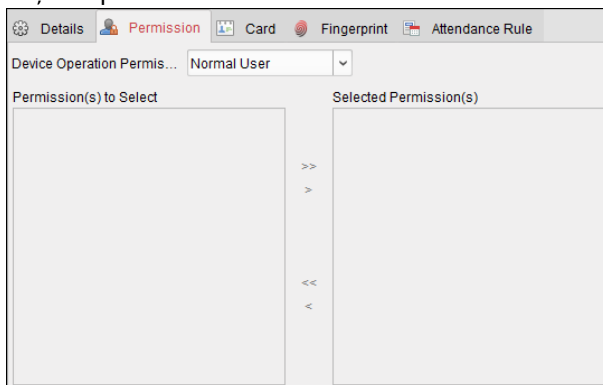 Details Permission Card Fingerprint Attendance Rule
Device Operation Permis... Normal User
Permission(s) to Select Selected Permission(s)
>>
>
<<
<